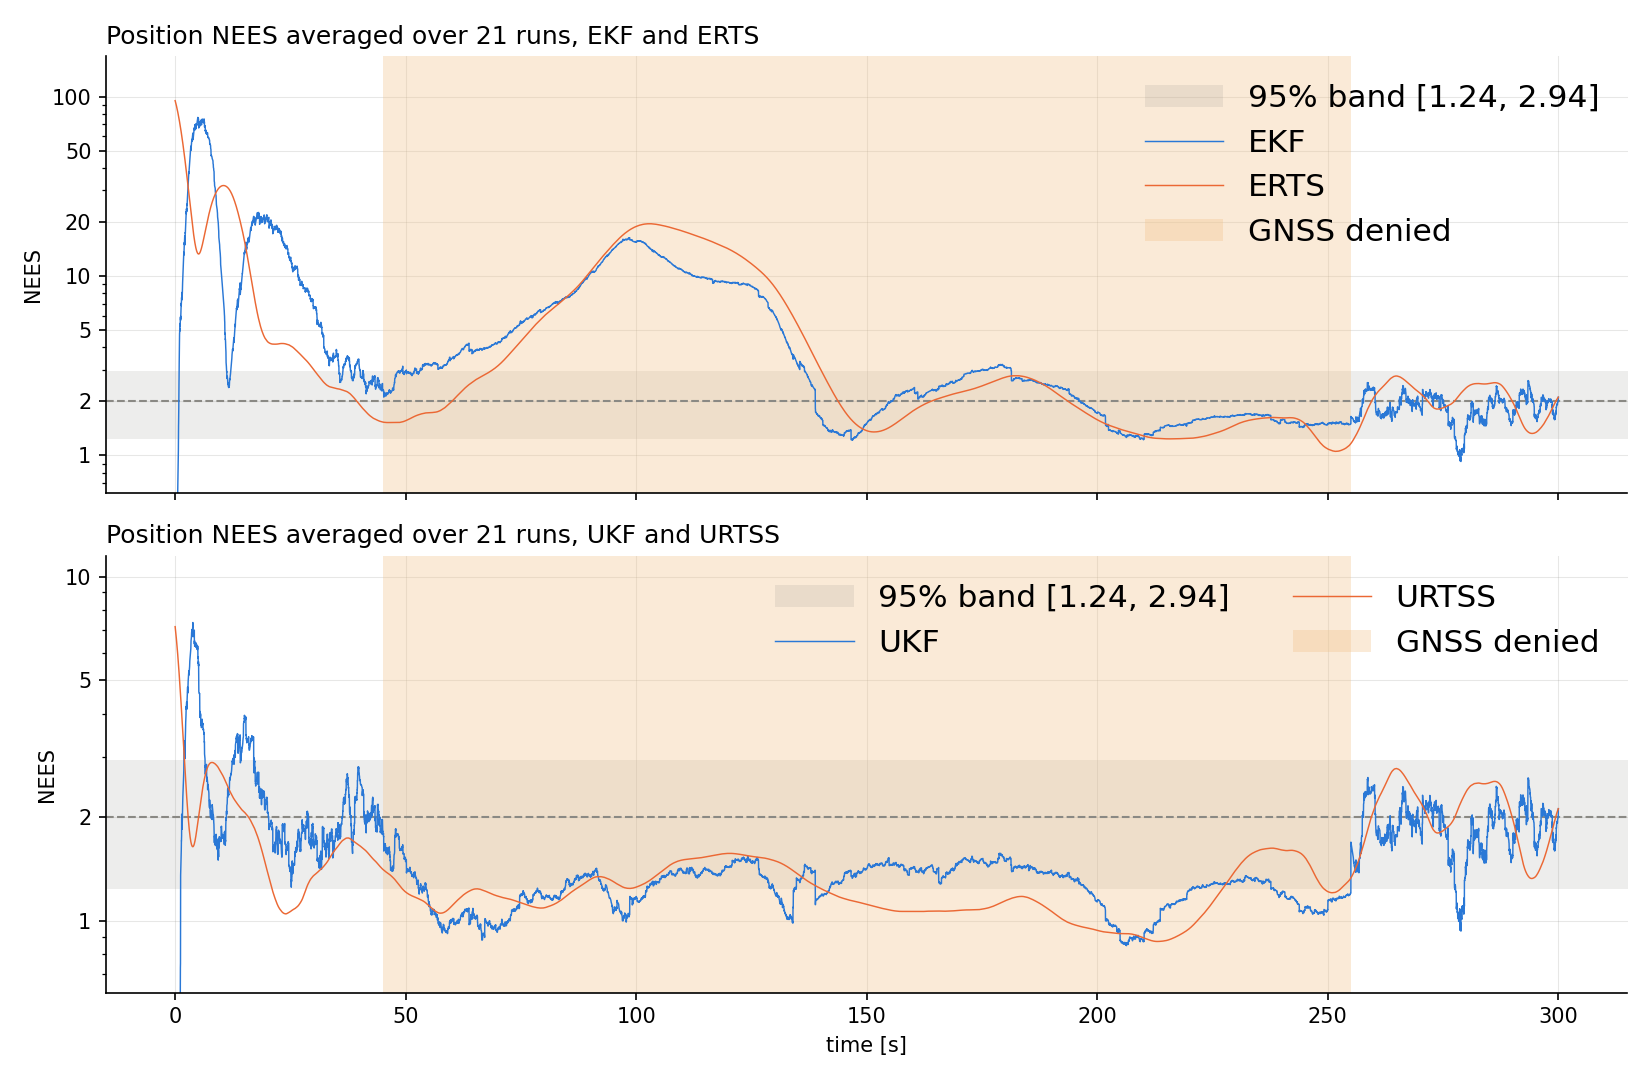 Position NEES averaged over 21 runs, EKF and ERTS
NEES
100
50
20
10
5
2
1
95% band [1.24, 2.94]
EKF
ERTS
GNSS denied
Position NEES averaged over 21 runs, UKF and URTSS
NEES
10
5
2
1
95% band [1.24, 2.94]
UKF
URTSS
GNSS denied
0 50 100 150 200 250 300
time [s]